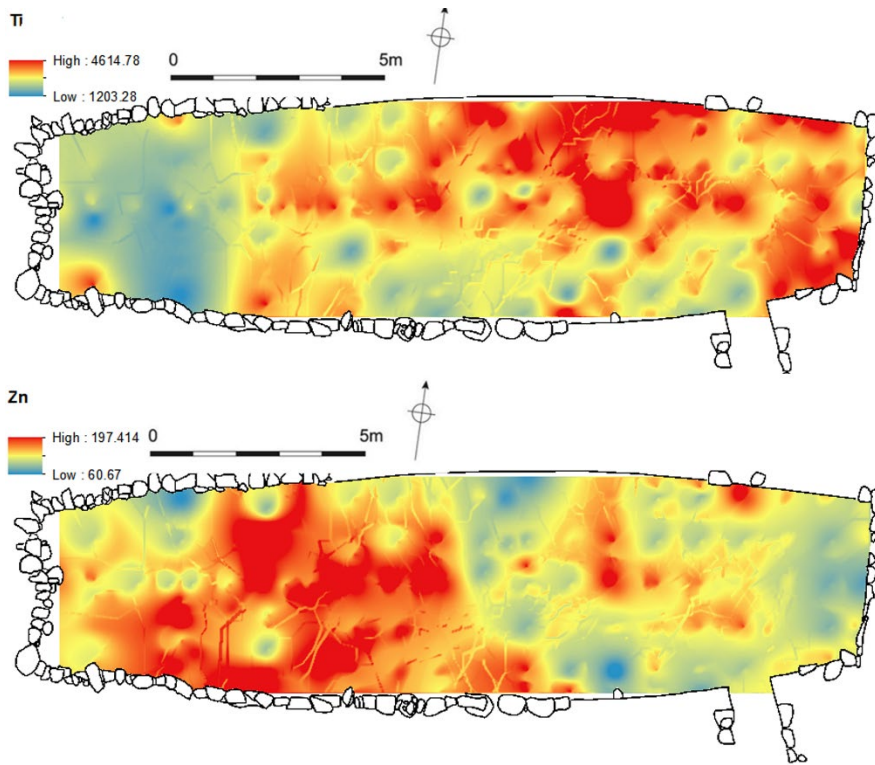 Ti
High : 4614.78
Low : 1203.28
0 5m
Zn
High : 197.414
Low : 60.67
0 5m